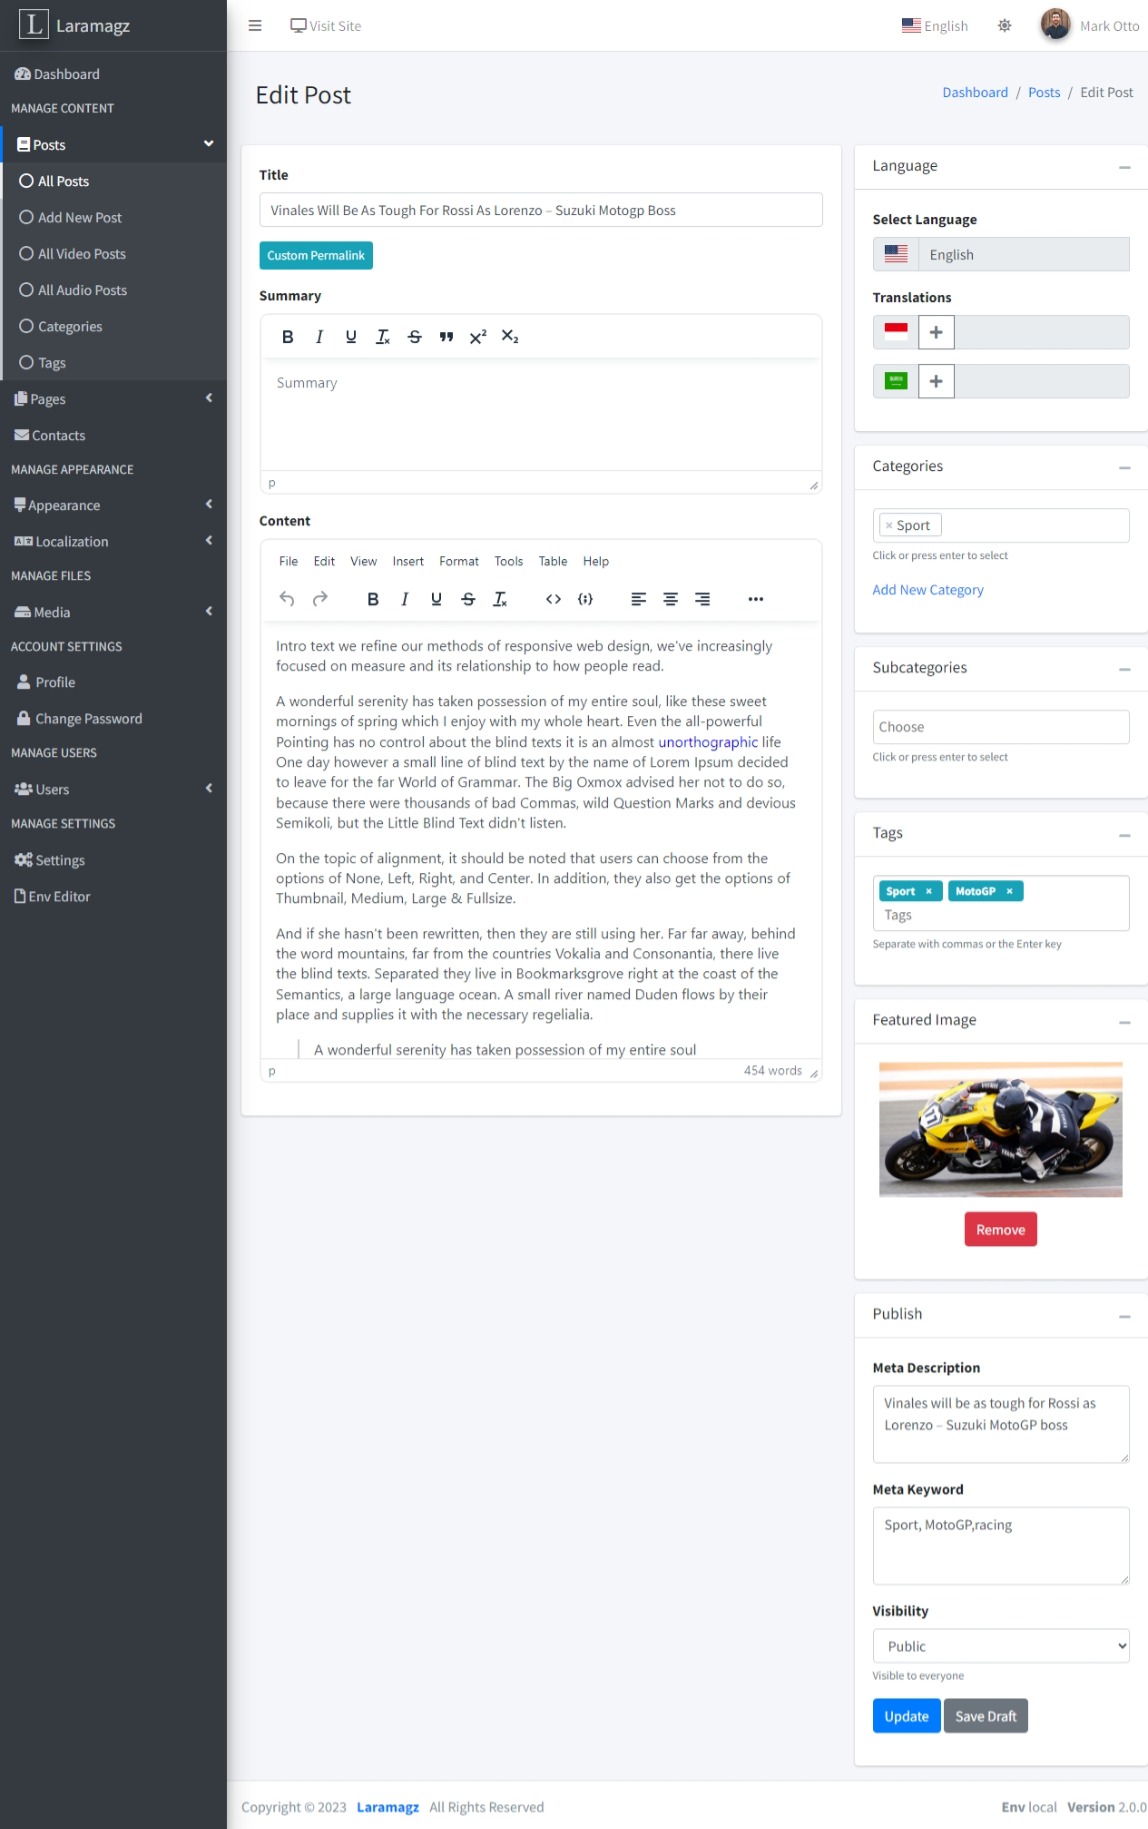 L Laramagz
Visit Site
English
Mark Otto
Dashboard
MANAGE CONTENT
Posts
All Posts
Add New Post
All Video Posts
All Audio Posts
Categories
Tags
Pages
Contacts
MANAGE APPEARANCE
Appearance
Localization
MANAGE FILES
Media
ACCOUNT SETTINGS
Profile
Change Password
MANAGE USERS
Users
MANAGE SETTINGS
Settings
Env Editor
Edit Post
Dashboard / Posts / Edit Post
Title
Vinales Will Be As Tough For Rossi As Lorenzo – Suzuki Motogp Boss
Custom Permalink
Summary
Summary
p
Content
File Edit View Insert Format Tools Table Help
Intro text we refine our methods of responsive web design, we've increasingly
focused on measure and its relationship to how people read.
A wonderful serenity has taken possession of my entire soul, like these sweet
mornings of spring which I enjoy with my whole heart. Even the all-powerful
Pointing has no control about the blind texts it is an almost unorthographic life
One day however a small line of blind text by the name of Lorem Ipsum decided
to leave for the far World of Grammar. The Big Oxmox advised her not to do so,
because there were thousands of bad Commas, wild Question Marks and devious
Semikoli, but the Little Blind Text didn't listen.
On the topic of alignment, it should be noted that users can choose from the
options of None, Left, Right, and Center. In addition, they also get the options of
Thumbnail, Medium, Large & Fullsize.
And if she hasn't been rewritten, then they are still using her. Far far away, behind
the word mountains, far from the countries Vokalia and Consonantia, there live
the blind texts. Separated they live in Bookmarksgrove right at the coast of the
Semantics, a large language ocean. A small river named Duden flows by their
place and supplies it with the necessary regelialia.
A wonderful serenity has taken possession of my entire soul
p
454 words
Language
Select Language
English
Translations
Categories
× Sport
Click or press enter to select
Add New Category
Subcategories
Choose
Click or press enter to select
Tags
Sport × MotoGP ×
Tags
Separate with commas or the Enter key
Featured Image
Remove
Publish
Meta Description
Vinales will be as tough for Rossi as
Lorenzo – Suzuki MotoGP boss
Meta Keyword
Sport, MotoGP,racing
Visibility
Public
Visible to everyone
Update
Save Draft
Copyright © 2023 Laramagz All Rights Reserved
Env local Version 2.0.0